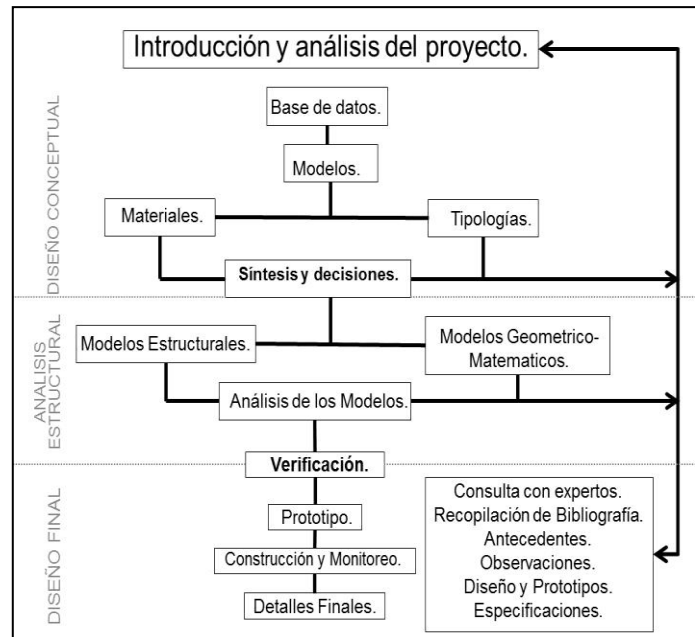 Introducción y análisis del proyecto.
DISEÑO CONCEPTUAL
Base de datos.
Modelos.
Materiales.
Tipologías.
Síntesis y decisiones.
ANALISIS
ESTRUCTURAL
Modelos Estructurales.
Modelos Geometrico-
Matematicos.
Análisis de los Modelos.
Verificación.
DISEÑO FINAL
Prototipo.
Construcción y Monitoreo.
Detalles Finales.
Consulta con expertos.
Recopilación de Bibliografía.
Antecedentes.
Observaciones.
Diseño y Prototipos.
Especificaciones.